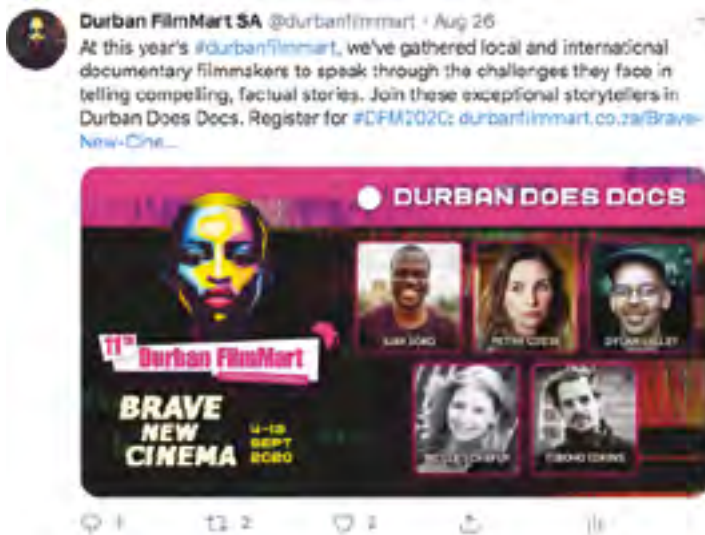 Durban FilmMart SA @durbanfilmmart · Aug 26
At this year's #durbanfilmmart, we've gathered local and international
documentary filmmakers to speak through the challenges they face in
telling compelling, factual stories. Join these exceptional storytellers in
Durban Does Docs. Register for #DFM2020: durbanfilmmart.co.za/Brave-
New-Cine...
DURBAN DOES DOCS
11th Durban FilmMart
BRAVE
NEW
CINEMA
4-13
SEPT
2020
2 2